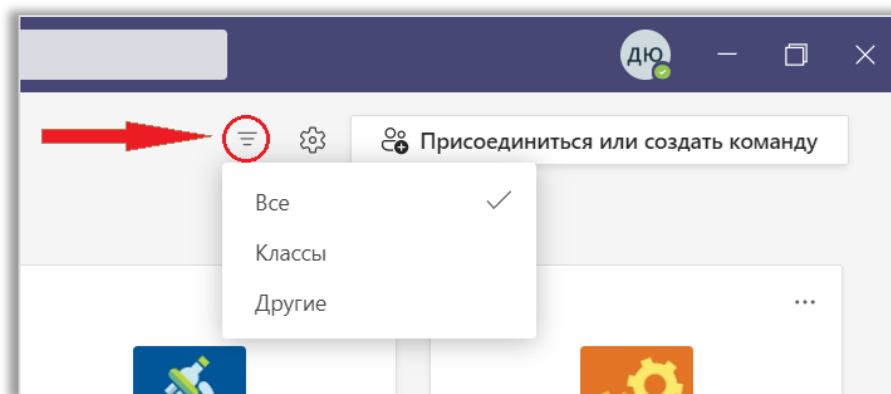 ДЮ
Присоединиться или создать команду
Все
Классы
Другие